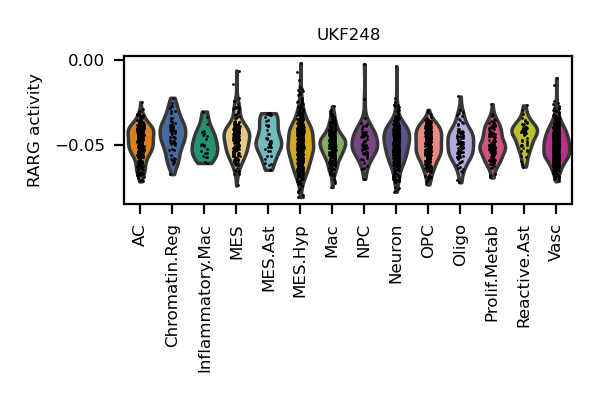 UKF248
RARG activity
0.00
−0.05
AC
Chromatin.Reg
Inflammatory.Mac
MES
MES.Ast
MES.Hyp
Mac
NPC
Neuron
OPC
Oligo
Prolif.Metab
Reactive.Ast
Vasc